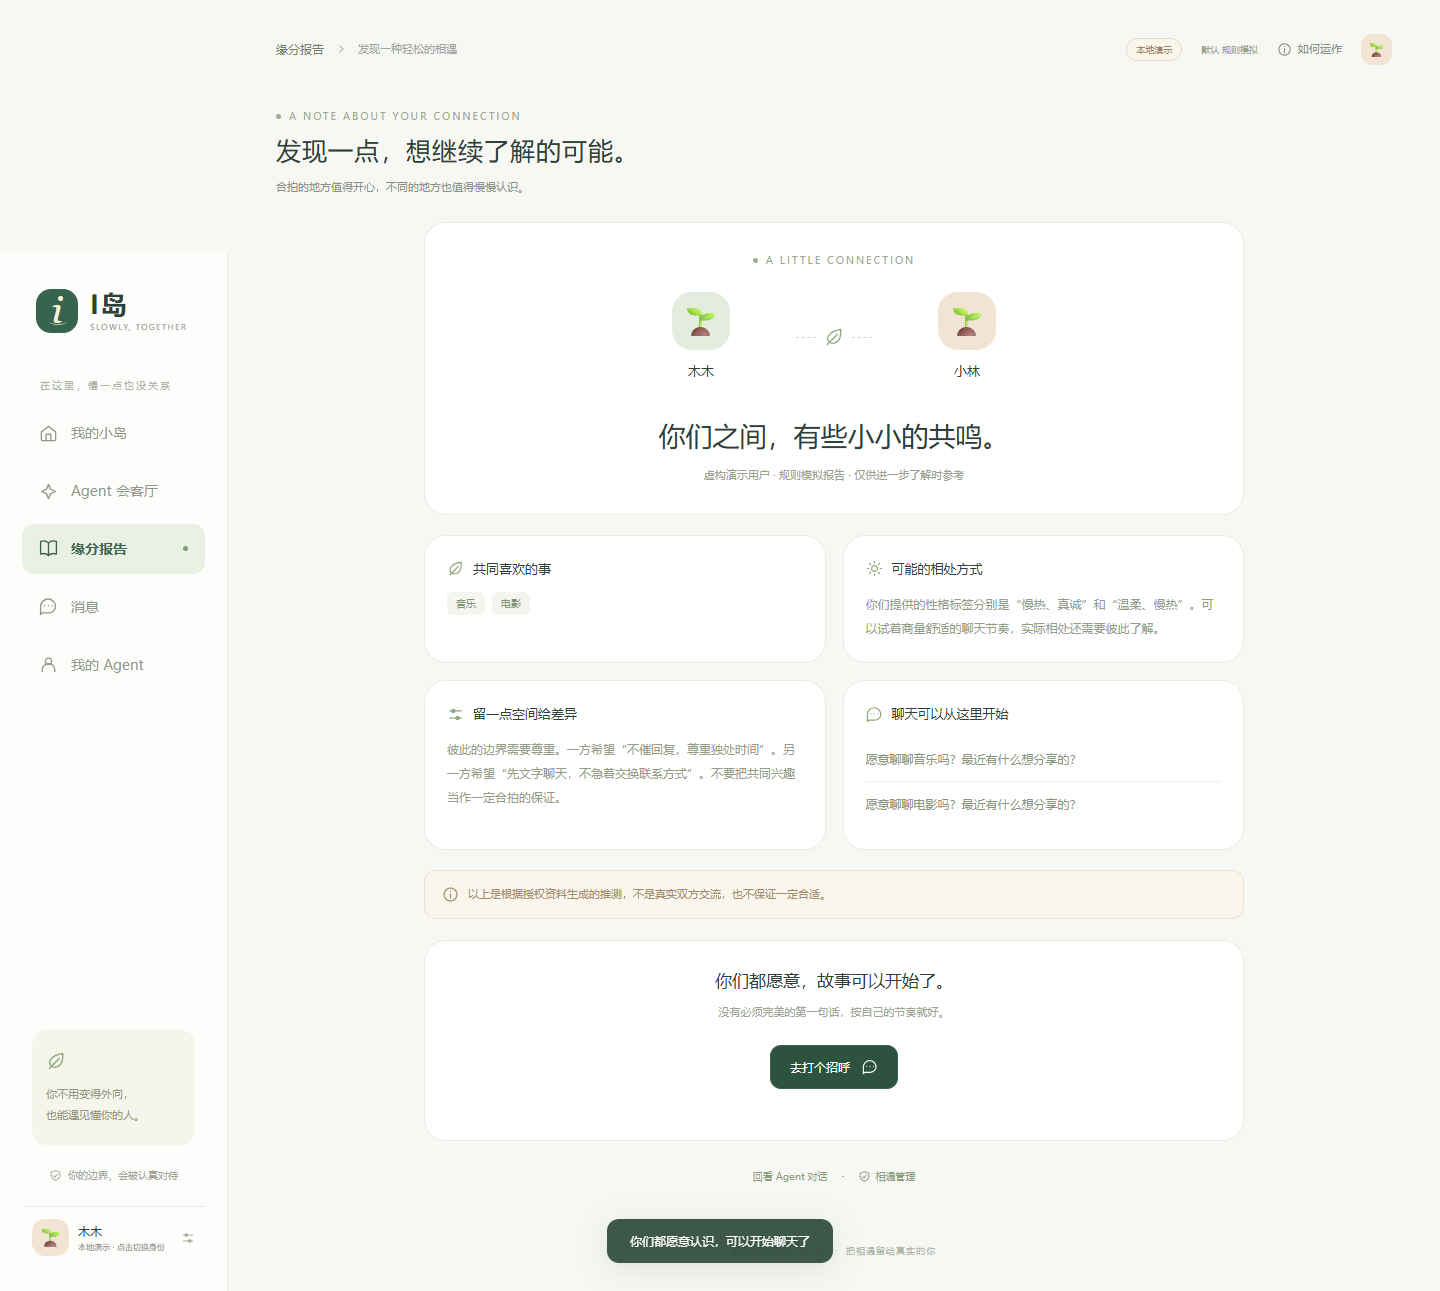 缘分报告 > 发现一种轻松的相遇
本地演示
默认 规则模拟
如何运作
A NOTE ABOUT YOUR CONNECTION
发现一点，想继续了解的可能。
合拍的地方值得开心，不同的地方也值得慢慢认识。
i
I岛
SLOWLY, TOGETHER
在这里，慢一点也没关系
我的小岛
Agent 会客厅
缘分报告
消息
我的 Agent
你不用变得外向，
也能遇见懂你的人。
你的边界，会被认真对待
木木
本地演示 · 点击切换身份
A LITTLE CONNECTION
木木
小林
你们之间，有些小小的共鸣。
虚构演示用户 · 规则模拟报告 · 仅供进一步了解时参考
共同喜欢的事
音乐
电影
可能的相处方式
你们提供的性格标签分别是“慢热、真诚”和“温柔、慢热”。可
以试着商量舒适的聊天节奏，实际相处还需要彼此了解。
留一点空间给差异
彼此的边界需要尊重。一方希望“不催回复，尊重独处时间”。另
一方希望“先文字聊天，不急着交换联系方式”。不要把共同兴趣
当作一定合拍的保证。
聊天可以从这里开始
愿意聊聊音乐吗？最近有什么想分享的？
愿意聊聊电影吗？最近有什么想分享的？
以上是根据授权资料生成的推测，不是真实双方交流，也不保证一定合适。
你们都愿意，故事可以开始了。
没有必须完美的第一句话，按自己的节奏就好。
去打个招呼
回看 Agent 对话 · 相遇管理
你们都愿意认识，可以开始聊天了
· 把相遇留给真实的你